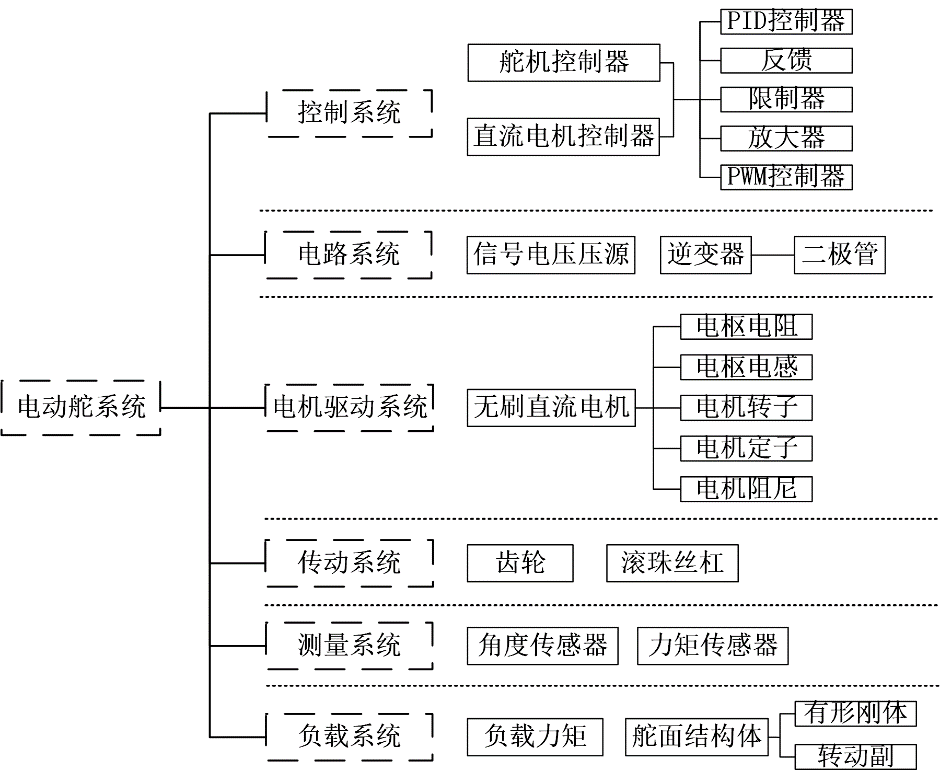 电动舵系统
控制系统
舵机控制器
直流电机控制器
PID控制器
反馈
限制器
放大器
PWM控制器
电路系统
信号电压压源
逆变器
二极管
电机驱动系统
无刷直流电机
电枢电阻
电枢电感
电机转子
电机定子
电机阻尼
传动系统
齿轮
滚珠丝杠
测量系统
角度传感器
力矩传感器
负载系统
负载力矩
舵面结构体
有形刚体
转动副